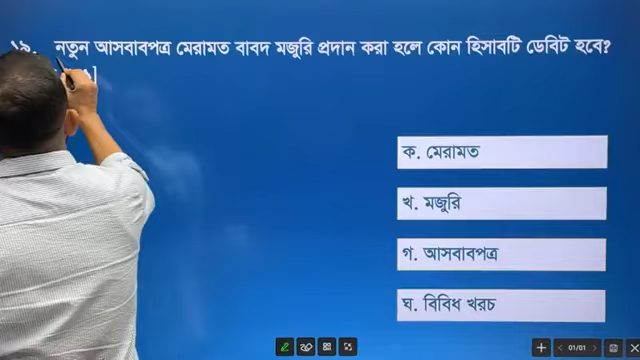 ১৯. নতুন আসবাবপত্র মেরামত বাবদ মজুরি প্রদান করা হলে কোন হিসাবটি ডেবিট হবে?
ক. মেরামত
খ. মজুরি
গ. আসবাবপত্র
ঘ. বিবিধ খরচ
01/01